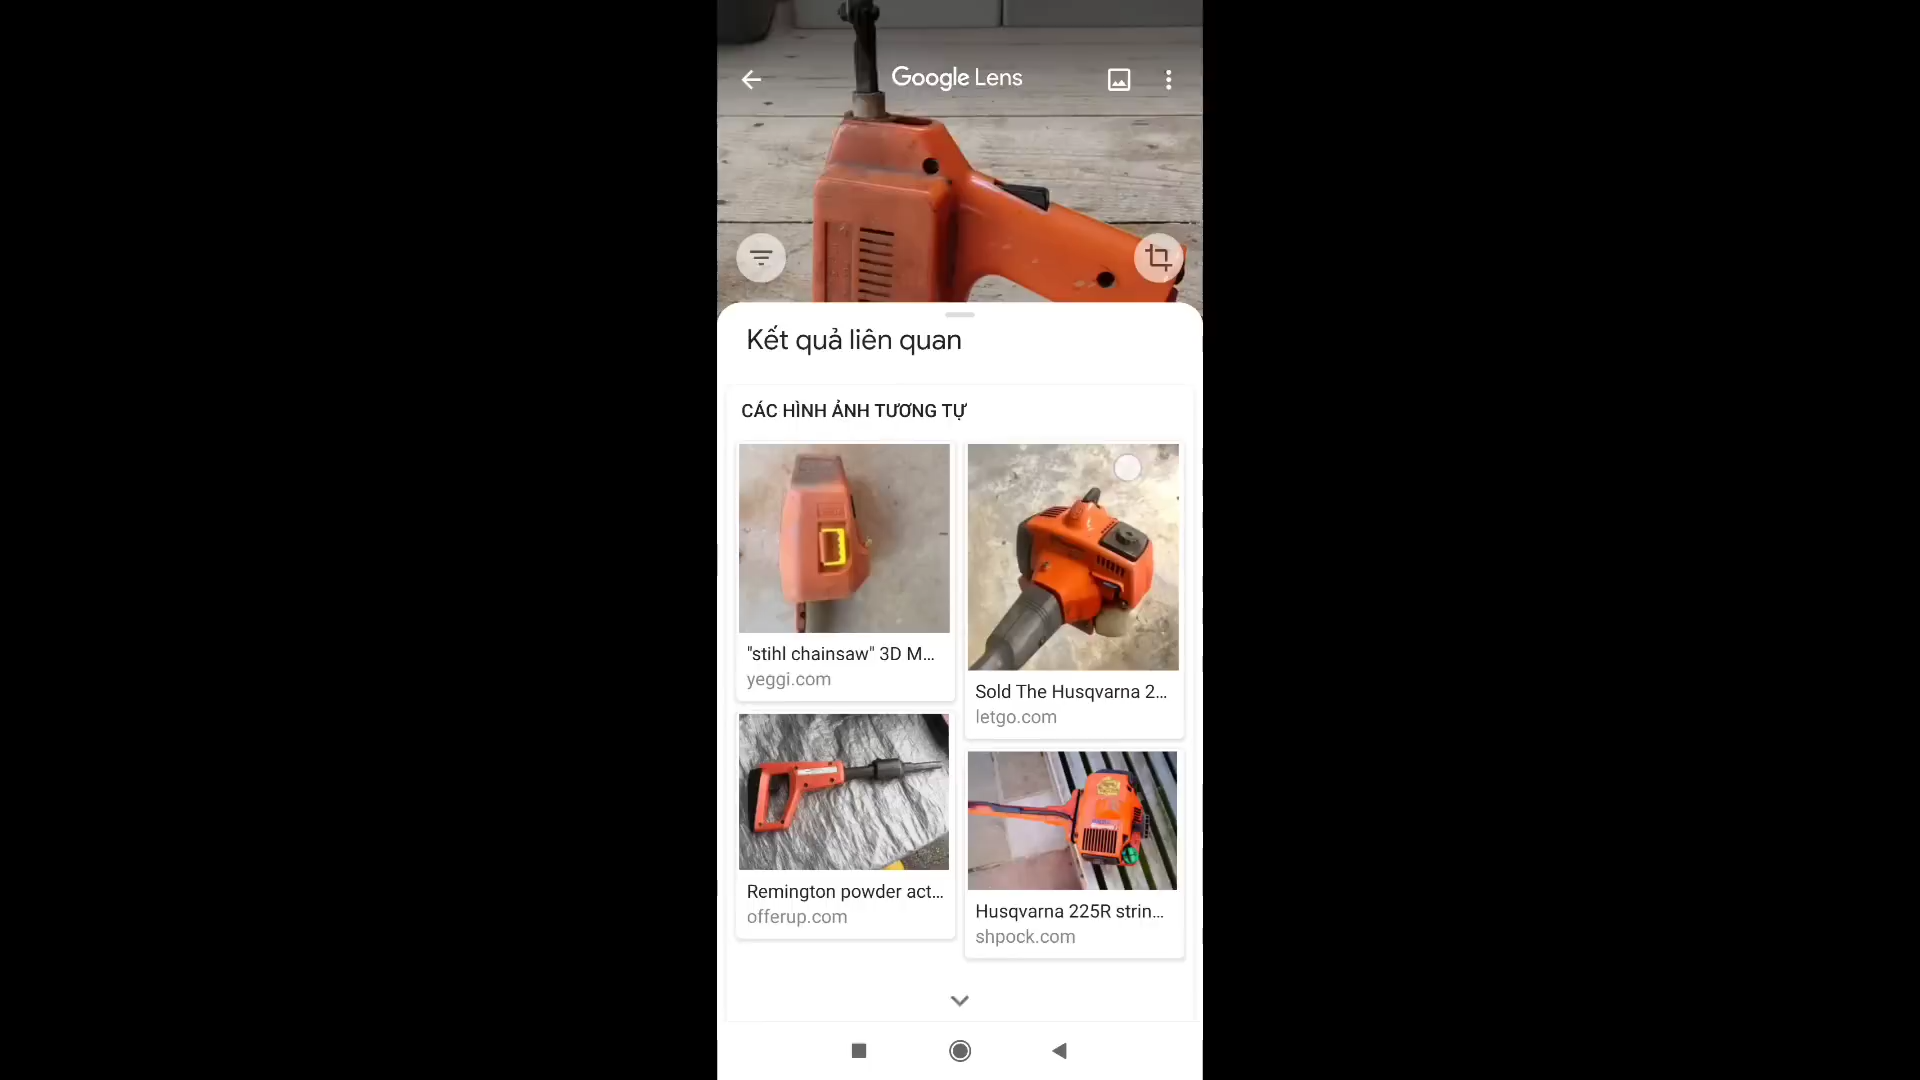 Google Lens
Kết quả liên quan
CÁC HÌNH ẢNH TƯƠNG TỰ
"stihl chainsaw" 3D M...
yeggi.com
Sold The Husqvarna 2...
letgo.com
Remington powder act...
offerup.com
Husqvarna 225R strin...
shpock.com